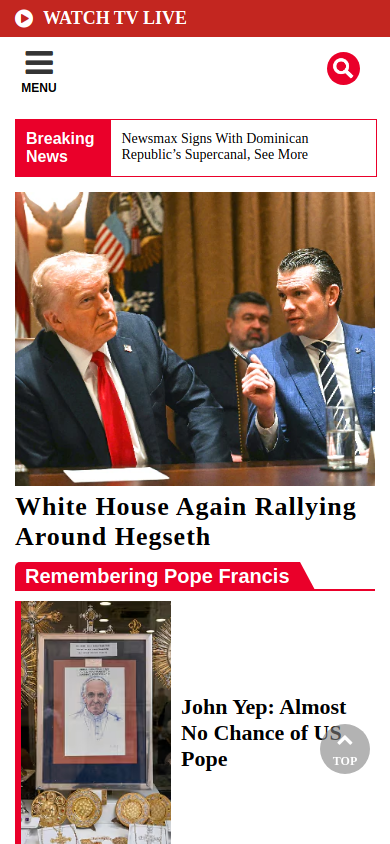 WATCH TV LIVE
MENU
Breaking
News
Newsmax Signs With Dominican
Republic’s Supercanal, See More
White House Again Rallying
Around Hegseth
Remembering Pope Francis
John Yep: Almost
No Chance of US
Pope
TOP